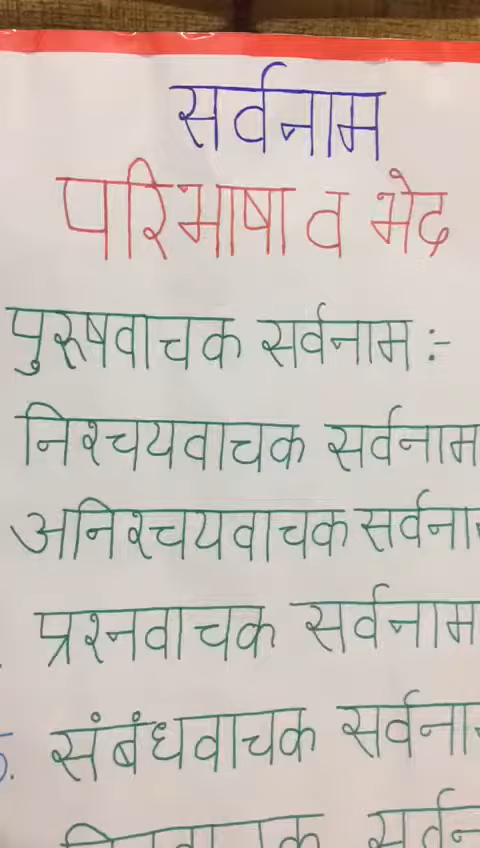 सर्वनाम
परिभाषा व भेद
पुरूषवाचक सर्वनाम :-
निश्चयवाचक सर्वनाम
अनिश्चयवाचक सर्वना
प्रश्नवाचक सर्वनाम
5. संबंधवाचक सर्वना